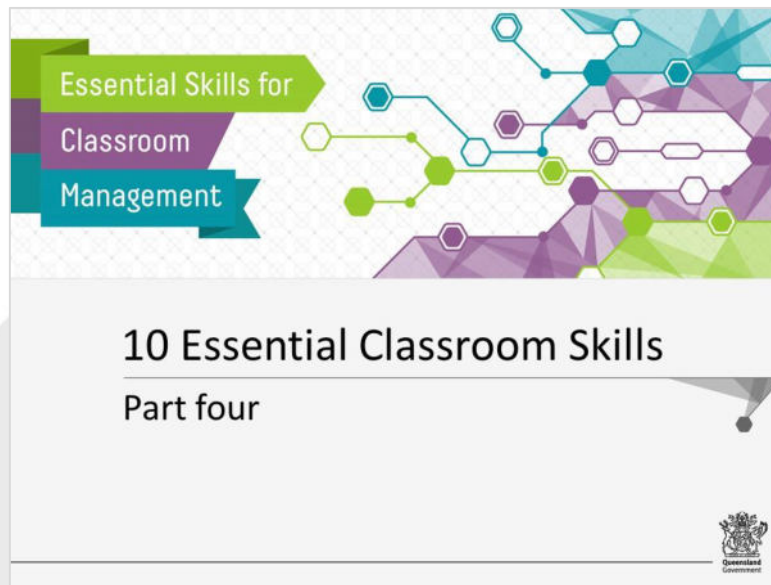 Essential Skills for
Classroom
Management
10 Essential Classroom Skills
Part four
Queensland
Government